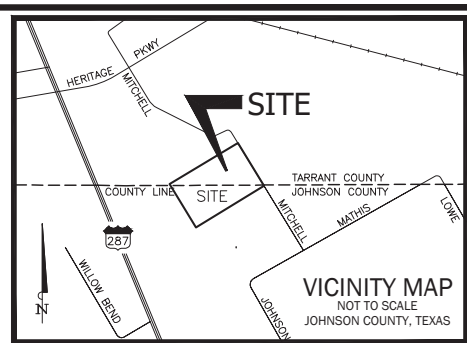 PKWY
HERITAGE
MITCHELL
SITE
TARRANT COUNTY
COUNTY LINE
SITE
JOHNSON COUNTY
MITCHELL
MATHIS
LOWE
287
WILLOW BEND
JOHNSON
VICINITY MAP
NOT TO SCALE
JOHNSON COUNTY, TEXAS
N